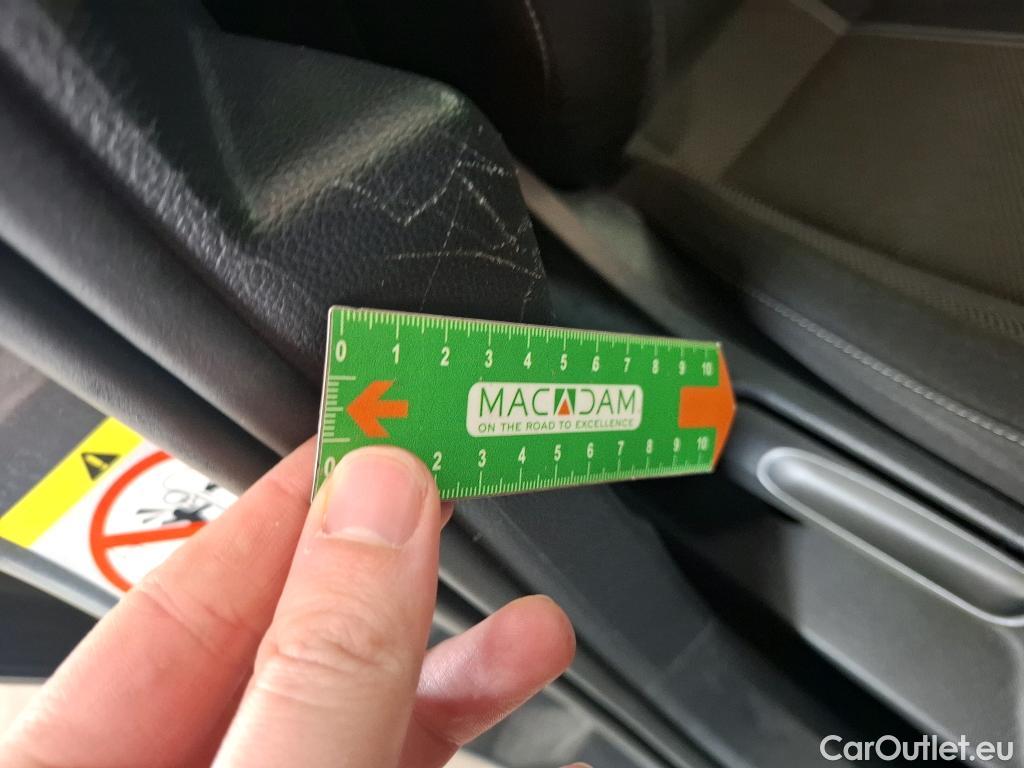 0 1 2 3 4 5 6 7 8 9 10
MACADAM
ON THE ROAD TO EXCELLENCE
0 2 3 4 5 6 7 8 9 10
CarOutlet.eu